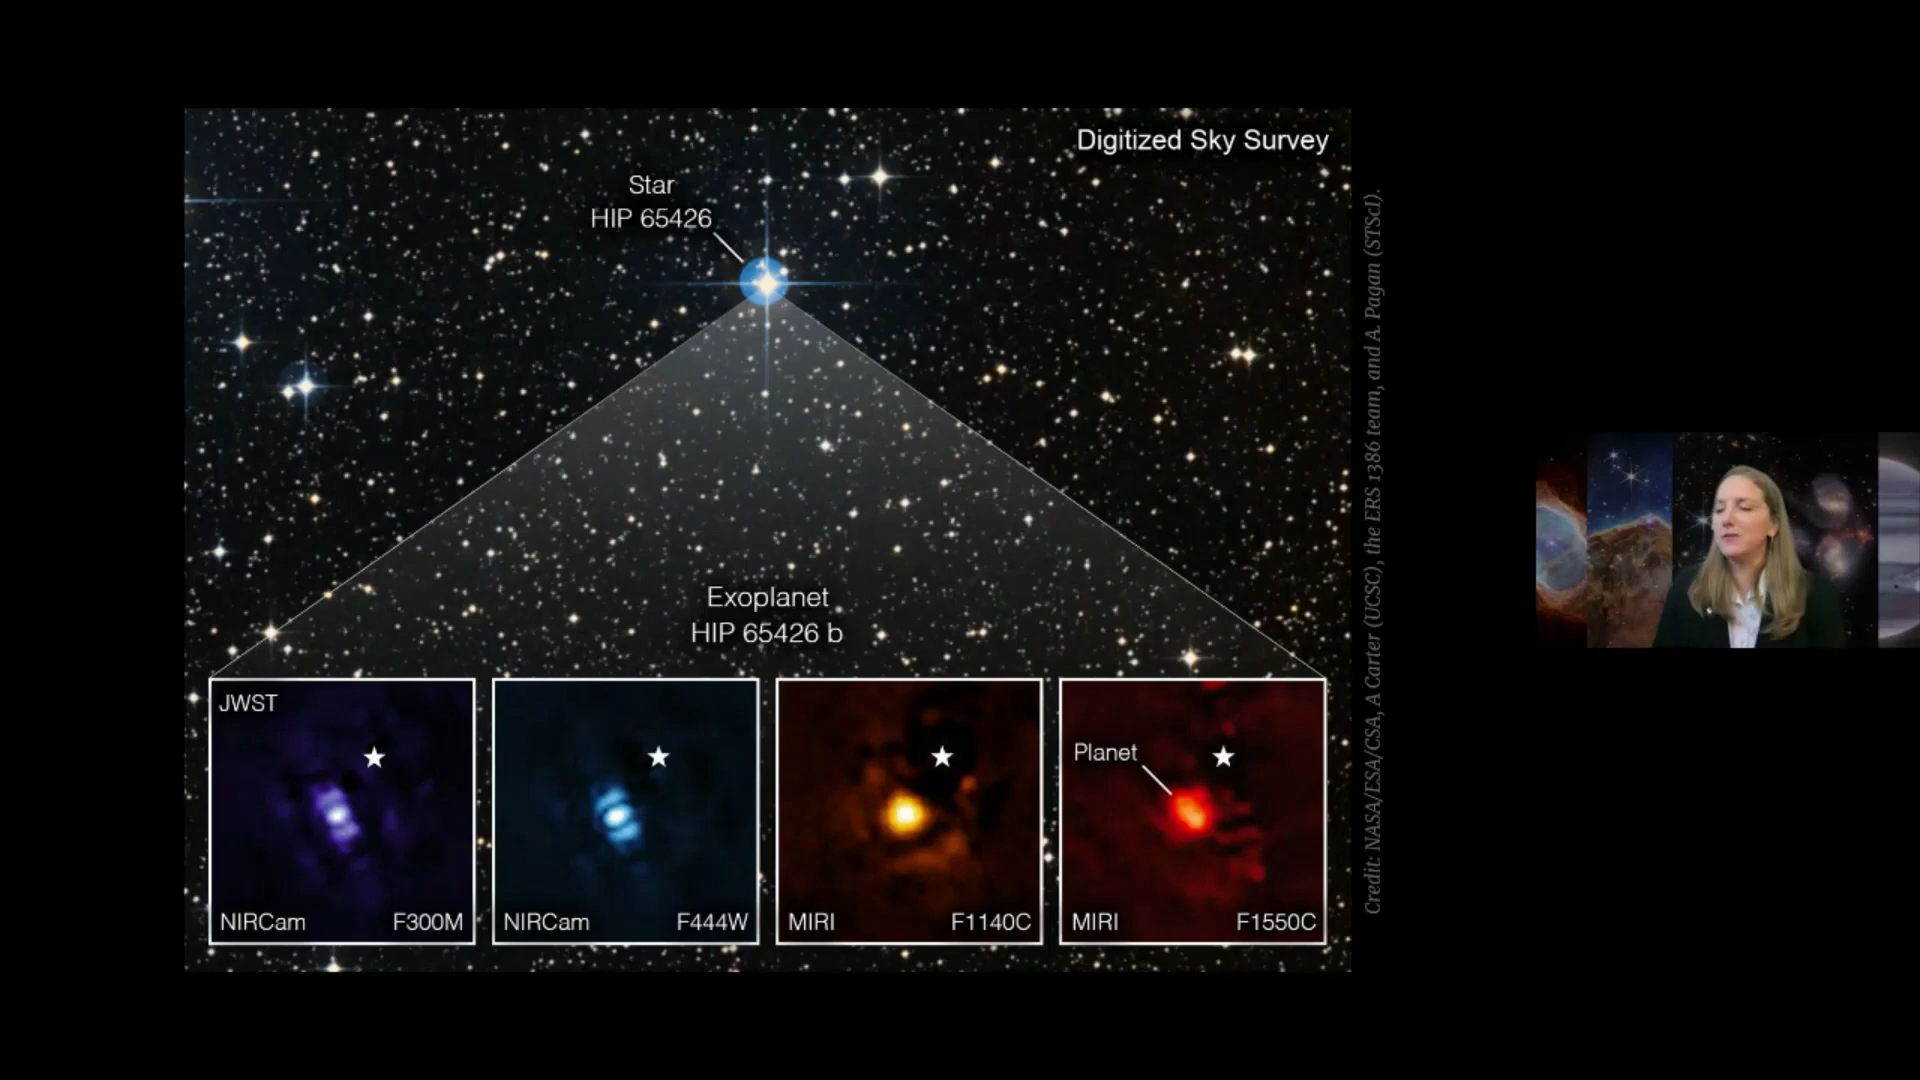 Digitized Sky Survey
Star
HIP 65426
Exoplanet
HIP 65426 b
JWST
NIRCam F300M
NIRCam F444W
MIRI F1140C
Planet
MIRI F1550C
Credit: NASA/ESA/CSA, A Carter (UCSC), the ERS 1386 team, and A. Pagan (STScI).